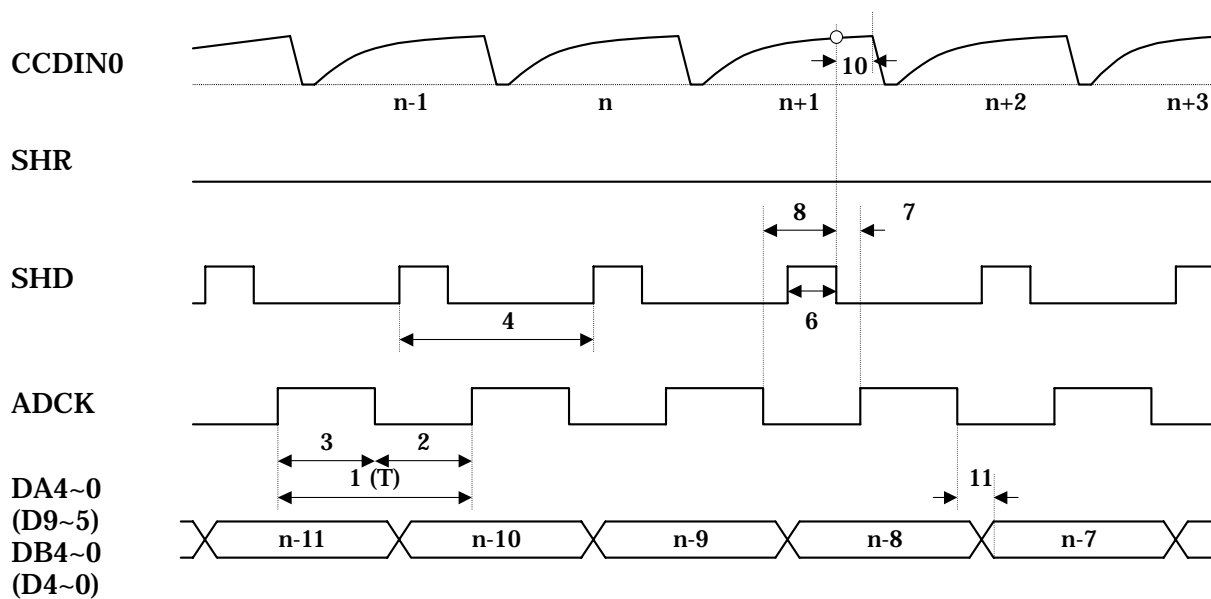 CCDIN0
10
n-1 n n+1 n+2 n+3
SHR
8 7
SHD
6
4
ADCK
3 2
1 (T)
11
DA4~0
(D9~5)
DB4~0
(D4~0)
n-11 n-10 n-9 n-8 n-7